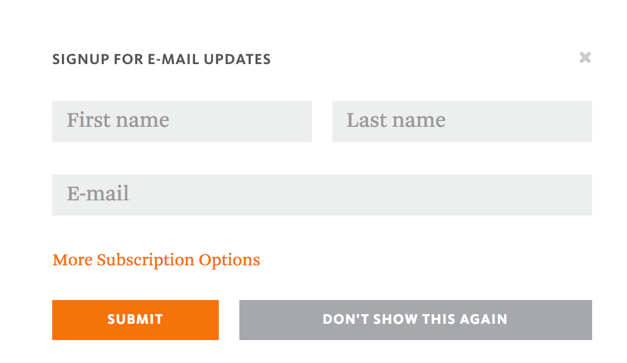 SIGNUP FOR E-MAIL UPDATES
First name
Last name
E-mail
More Subscription Options
SUBMIT
DON'T SHOW THIS AGAIN